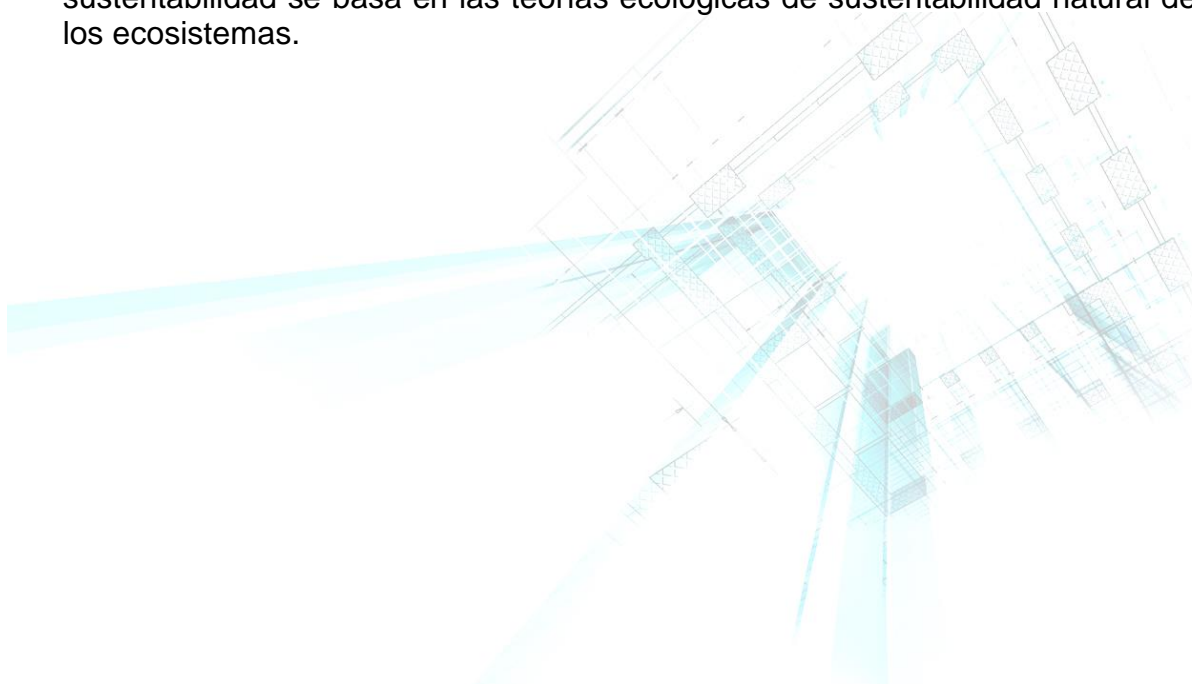 sustentabilidad se basa en las teorías ecológicas de sustentabilidad natural de
los ecosistemas.